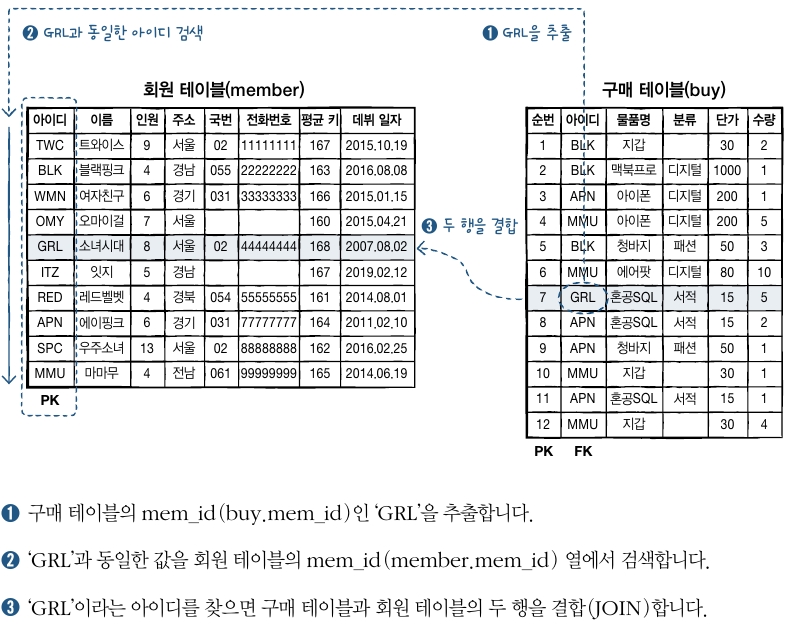 ❷ GRL과 동일한 아이디 검색
❶ GRL을 추출
회원 테이블(member)
아이디 이름 인원 주소 국번 전화번호 평균 키 데뷔 일자
TWC 트와이스 9 서울 02 11111111 167 2015.10.19
BLK 블랙핑크 4 경남 055 22222222 163 2016.08.08
WMN 여자친구 6 경기 031 33333333 166 2015.01.15
OMY 오마이걸 7 서울 160 2015.04.21
GRL 소녀시대 8 서울 02 44444444 168 2007.08.02
ITZ 잇지 5 경남 167 2019.02.12
RED 레드벨벳 4 경북 054 55555555 161 2014.08.01
APN 에이핑크 6 경기 031 77777777 164 2011.02.10
SPC 우주소녀 13 서울 02 88888888 162 2016.02.25
MMU 마마무 4 전남 061 99999999 165 2014.06.19
PK
❸ 두 행을 결합
구매 테이블(buy)
순번 아이디 물품명 분류 단가 수량
1 BLK 지갑 30 2
2 BLK 맥북프로 디지털 1000 1
3 APN 아이폰 디지털 200 1
4 MMU 아이폰 디지털 200 5
5 BLK 청바지 패션 50 3
6 MMU 에어팟 디지털 80 10
7 GRL 혼공SQL 서적 15 5
8 APN 혼공SQL 서적 15 2
9 APN 청바지 패션 50 1
10 MMU 지갑 30 1
11 APN 혼공SQL 서적 15 1
12 MMU 지갑 30 4
PK FK
❶ 구매 테이블의 mem_id(buy.mem_id)인 ‘GRL’을 추출합니다.
❷ ‘GRL’과 동일한 값을 회원 테이블의 mem_id(member.mem_id) 열에서 검색합니다.
❸ ‘GRL’이라는 아이디를 찾으면 구매 테이블과 회원 테이블의 두 행을 결합(JOIN)합니다.